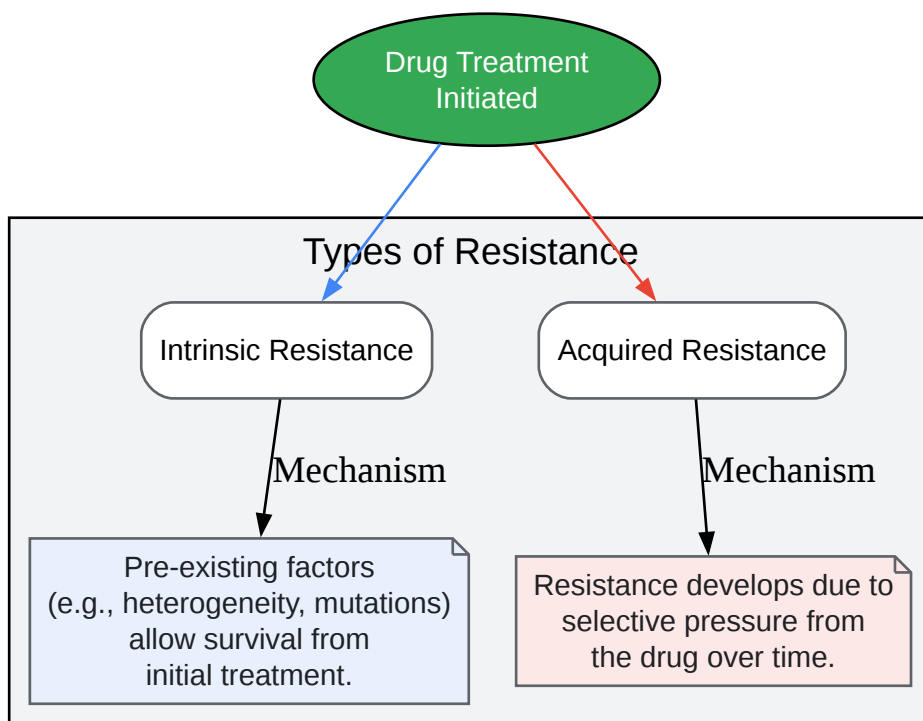 Drug Treatment
Initiated
Types of Resistance
Intrinsic Resistance
Acquired Resistance
Mechanism
Mechanism
Pre-existing factors
(e.g., heterogeneity, mutations)
allow survival from
initial treatment.
Resistance develops due to
selective pressure from
the drug over time.